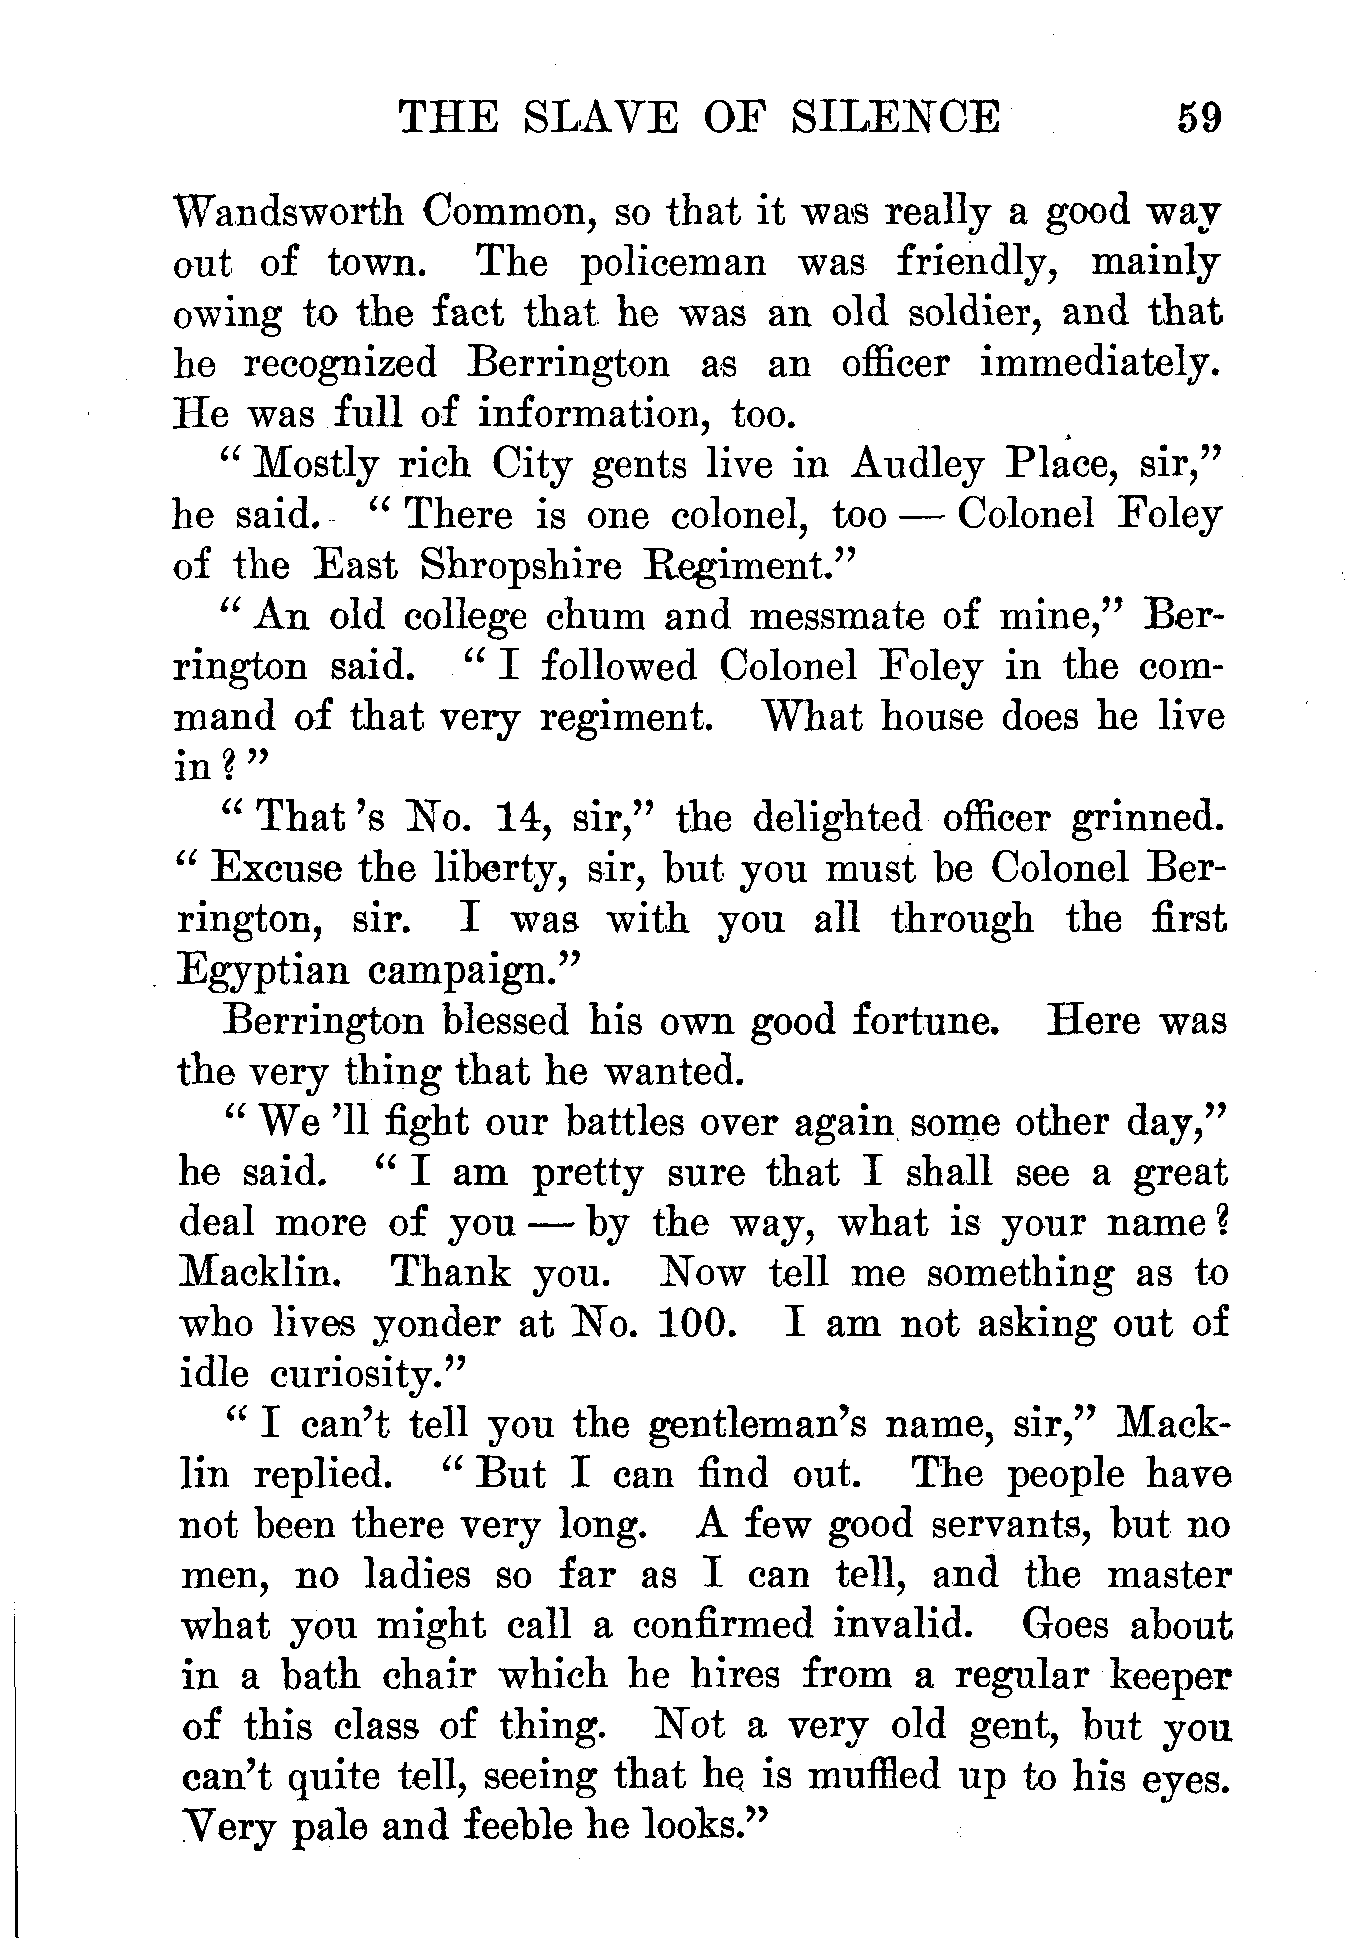 THE SLAVE OF SILENCE 59
Wandsworth Common, so that it was really a good way
out of town. The policeman was friendly, mainly
owing to the fact that he was an old soldier, and that
he recognized Berrington as an officer immediately.
He was full of information, too.
“ Mostly rich City gents live in Audley Place, sir,”
he said. “ There is one colonel, too — Colonel Foley
of the East Shropshire Regiment.”
“ An old college chum and messmate of mine,” Ber-
rington said. “ I followed Colonel Foley in the com-
mand of that very regiment. What house does he live
in ? ”
“ That 's No. 14, sir,” the delighted officer grinned.
“ Excuse the liberty, sir, but you must be Colonel Ber-
rington, sir. I was with you all through the first
Egyptian campaign.”
Berrington blessed his own good fortune. Here was
the very thing that he wanted.
“ We 'll fight our battles over again some other day,”
he said. “ I am pretty sure that I shall see a great
deal more of you — by the way, what is your name ?
Macklin. Thank you. Now tell me something as to
who lives yonder at No. 100. I am not asking out of
idle curiosity.”
“ I can't tell you the gentleman's name, sir,” Mack-
lin replied. “ But I can find out. The people have
not been there very long. A few good servants, but no
men, no ladies so far as I can tell, and the master
what you might call a confirmed invalid. Goes about
in a bath chair which he hires from a regular keeper
of this class of thing. Not a very old gent, but you
can't quite tell, seeing that he is muffled up to his eyes.
Very pale and feeble he looks.”